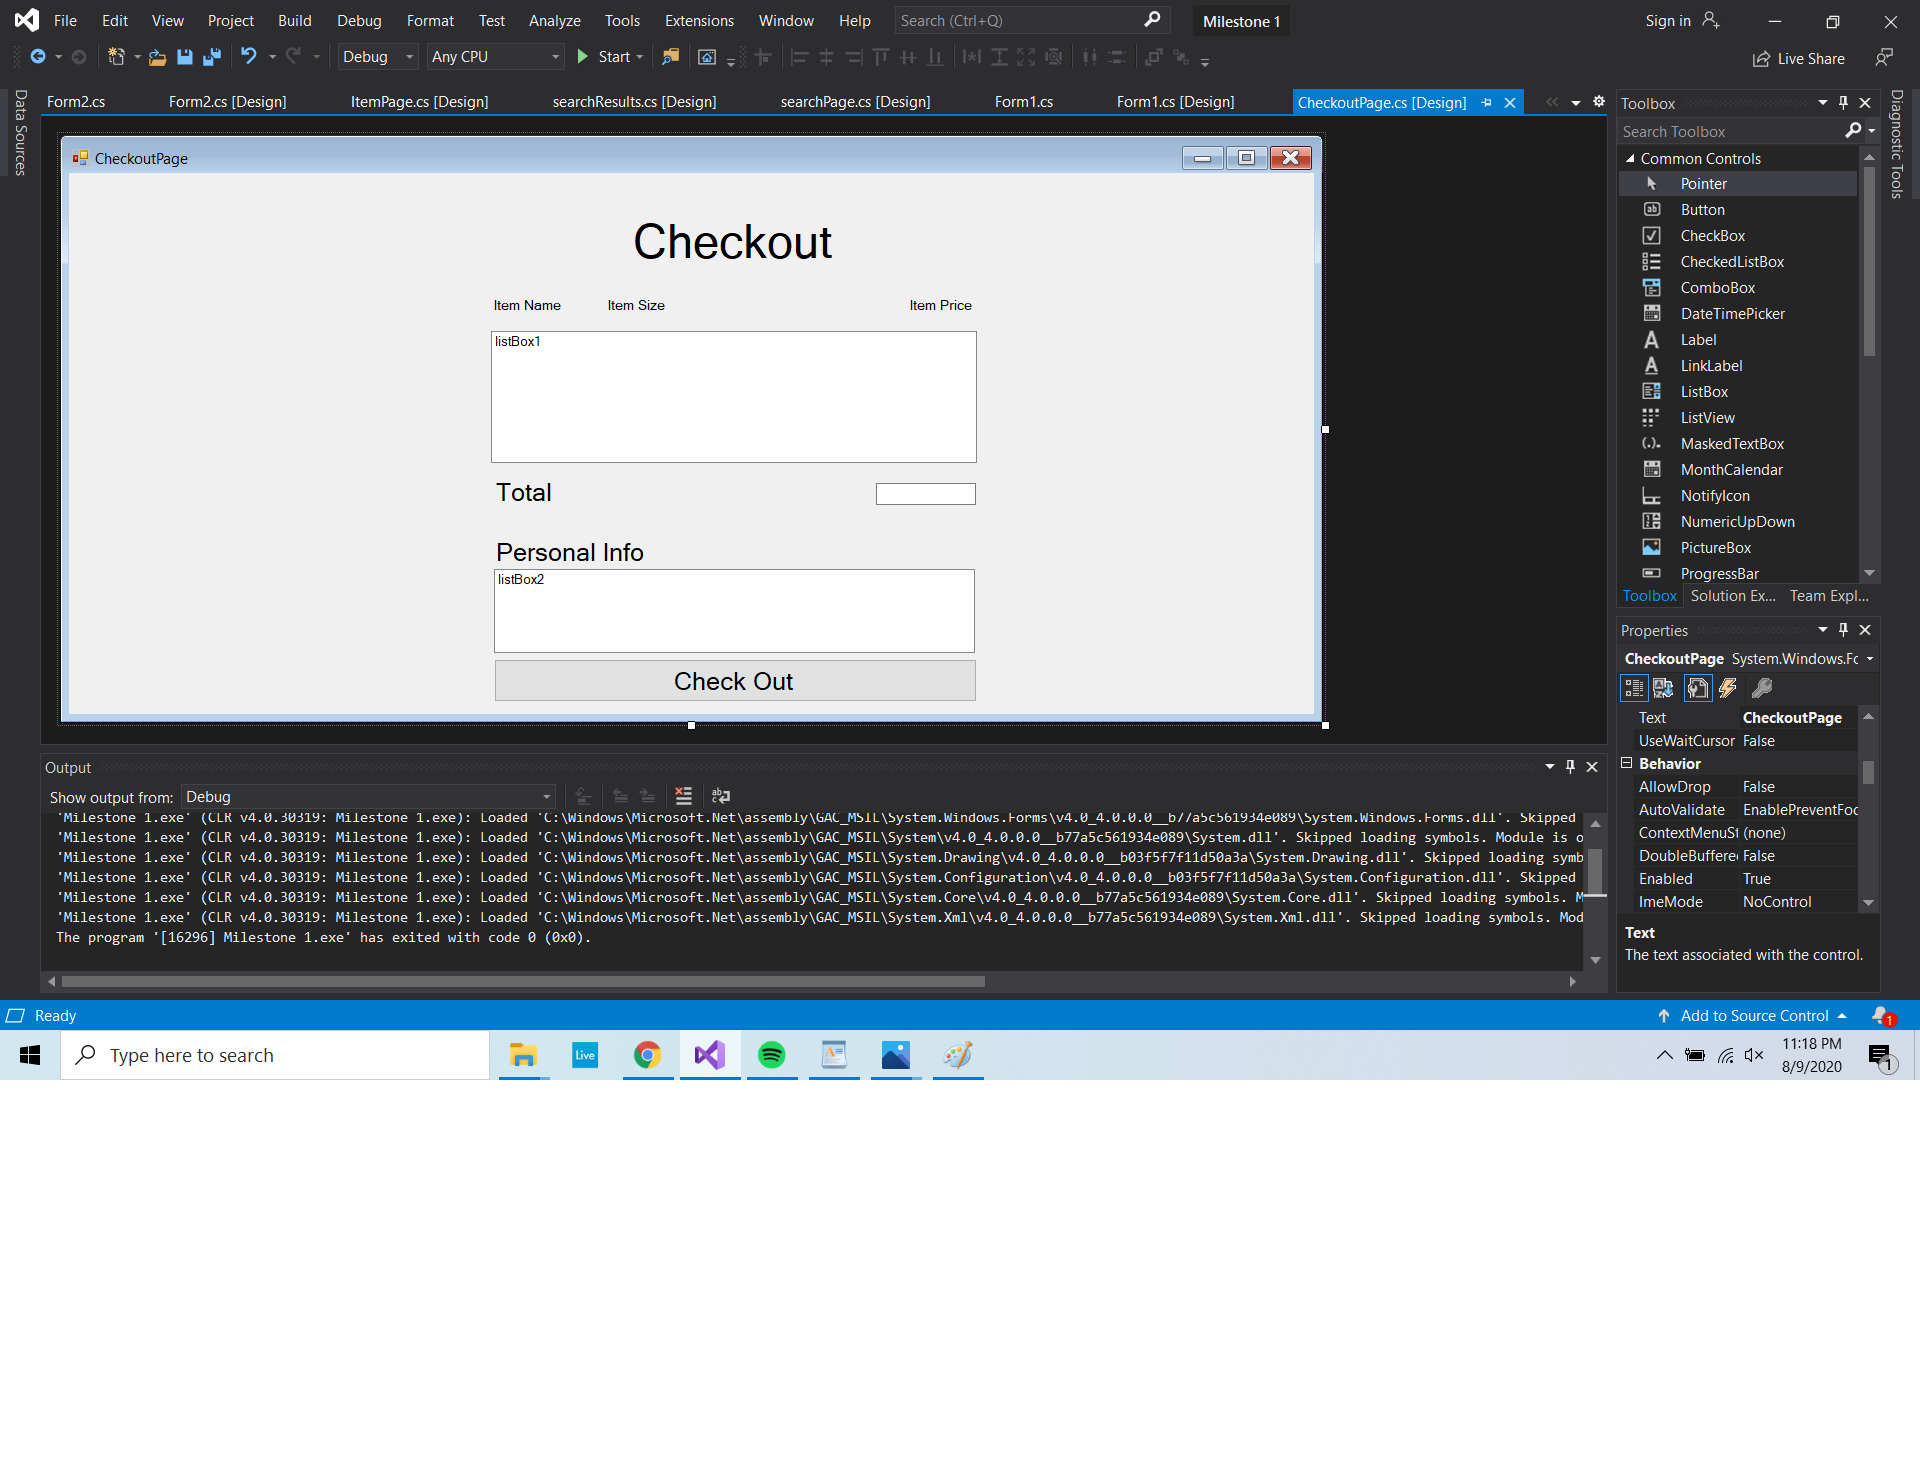 File Edit View Project Build Debug Format Test Analyze Tools Extensions Window Help Search (Ctrl+Q) Milestone 1 Sign in
Debug Any CPU Start Live Share
Data Sources
Form2.cs Form2.cs [Design] ItemPage.cs [Design] searchResults.cs [Design] searchPage.cs [Design] Form1.cs Form1.cs [Design] CheckoutPage.cs [Design]
CheckoutPage
Checkout
Item Name Item Size Item Price
listBox1
Total
Personal Info
listBox2
Check Out
Toolbox
Search Toolbox
Common Controls
Pointer
Button
CheckBox
CheckedListBox
ComboBox
DateTimePicker
Label
LinkLabel
ListBox
ListView
MaskedTextBox
MonthCalendar
NotifyIcon
NumericUpDown
PictureBox
ProgressBar
Toolbox Solution Ex... Team Expl...
Diagnostic Tools
Properties
CheckoutPage System.Windows.Fc
Text CheckoutPage
UseWaitCursor False
Behavior
AllowDrop False
AutoValidate EnablePreventFoc
ContextMenuSt (none)
DoubleBuffere False
Enabled True
ImeMode NoControl
Text
The text associated with the control.
Output
Show output from: Debug
'Milestone 1.exe' (CLR v4.0.30319: Milestone 1.exe): Loaded 'C:\Windows\Microsoft.Net\assembly\GAC_MSIL\System.Windows.Forms\v4.0_4.0.0.0__b77a5c561934e089\System.Windows.Forms.dll'. Skipped
'Milestone 1.exe' (CLR v4.0.30319: Milestone 1.exe): Loaded 'C:\Windows\Microsoft.Net\assembly\GAC_MSIL\System\v4.0_4.0.0.0__b77a5c561934e089\System.dll'. Skipped loading symbols. Module is o
'Milestone 1.exe' (CLR v4.0.30319: Milestone 1.exe): Loaded 'C:\Windows\Microsoft.Net\assembly\GAC_MSIL\System.Drawing\v4.0_4.0.0.0__b03f5f7f11d50a3a\System.Drawing.dll'. Skipped loading symb
'Milestone 1.exe' (CLR v4.0.30319: Milestone 1.exe): Loaded 'C:\Windows\Microsoft.Net\assembly\GAC_MSIL\System.Configuration\v4.0_4.0.0.0__b03f5f7f11d50a3a\System.Configuration.dll'. Skipped
'Milestone 1.exe' (CLR v4.0.30319: Milestone 1.exe): Loaded 'C:\Windows\Microsoft.Net\assembly\GAC_MSIL\System.Core\v4.0_4.0.0.0__b77a5c561934e089\System.Core.dll'. Skipped loading symbols. M
'Milestone 1.exe' (CLR v4.0.30319: Milestone 1.exe): Loaded 'C:\Windows\Microsoft.Net\assembly\GAC_MSIL\System.Xml\v4.0_4.0.0.0__b77a5c561934e089\System.Xml.dll'. Skipped loading symbols. Mod
The program '[16296] Milestone 1.exe' has exited with code 0 (0x0).
Ready Add to Source Control 1
Type here to search Live 11:18 PM
8/9/2020 1